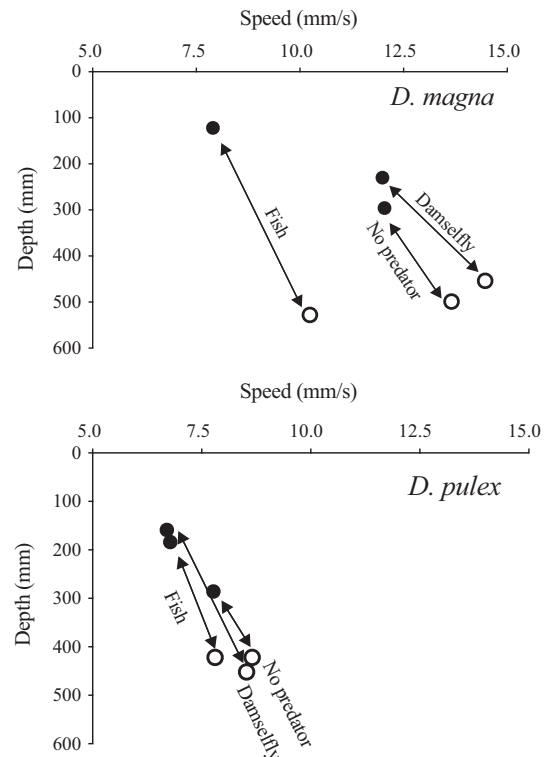 Speed (mm/s)
5.0 7.5 10.0 12.5 15.0
0
D. magna
100
200
300
400
500
600
Depth (mm)
Fish
Damselfly
No predator
Speed (mm/s)
5.0 7.5 10.0 12.5 15.0
0
D. pulex
100
200
300
400
500
600
Depth (mm)
Fish
No predator
Damselfly